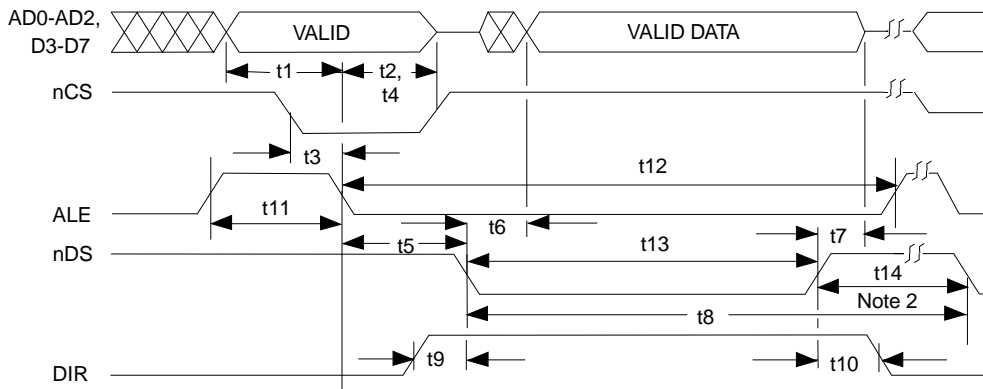 AD0-AD2,
D3-D7
VALID
VALID DATA
t1
t2,
t4
nCS
t3
t12
ALE
t11
t6
t7
nDS
t5
t13
t14
Note 2
t8
DIR
t9
t10